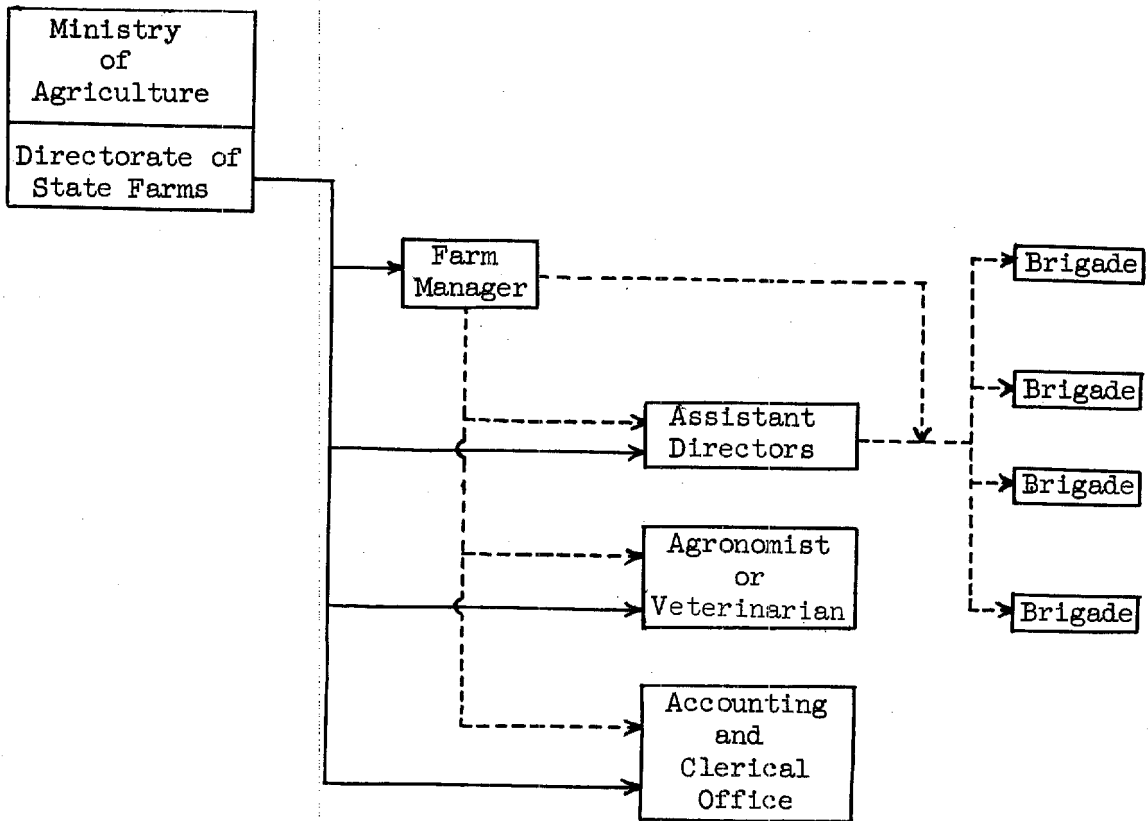 Ministry
of
Agriculture
Directorate of
State Farms
Farm
Manager
Brigade
Brigade
Assistant
Directors
Brigade
Agronomist
or
Veterinarian
Brigade
Accounting
and
Clerical
Office